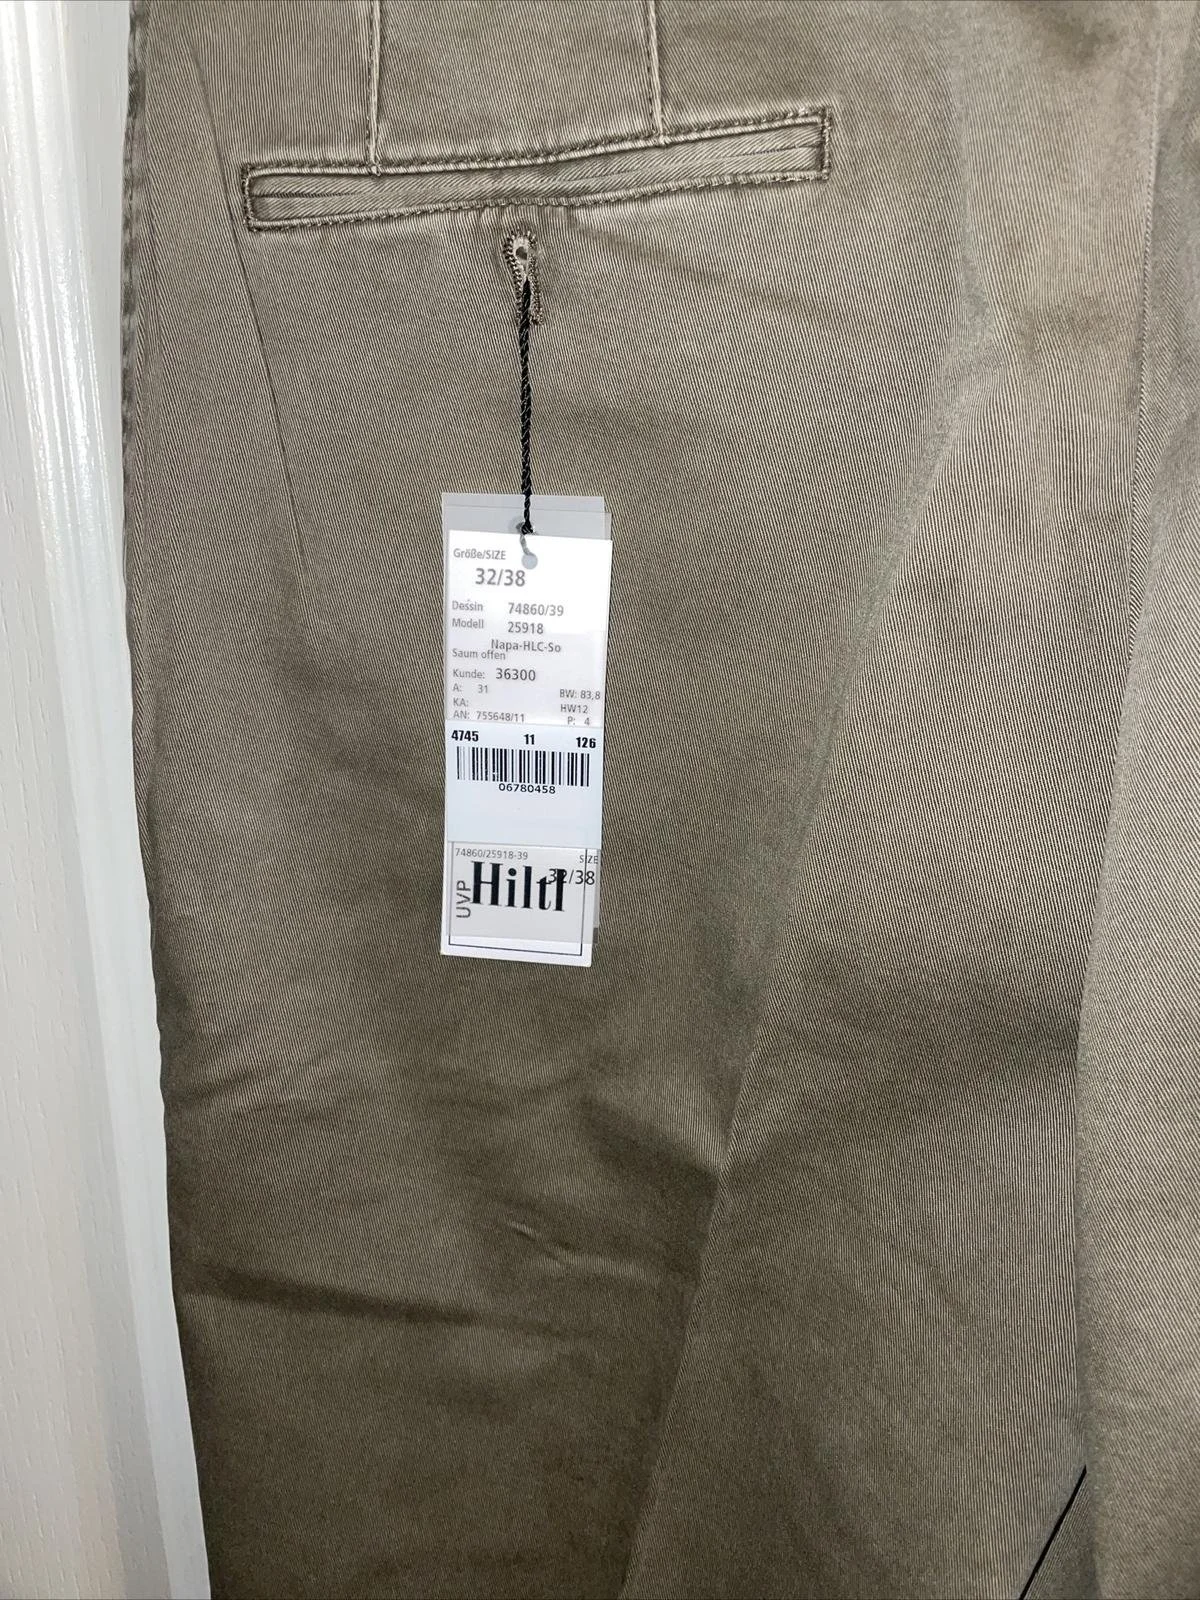 Größe/SIZE
32/38
Dessin 74860/39
Modell 25918
Napa-HLC-So
Saum offen
Kunde: 36300
A: 31 BW: 83,8
KA: HW12
AN: 755648/11 P: 4
4745 11 126
06780458
74860/25918-39 SIZE
32/38
UVP
Hiltl